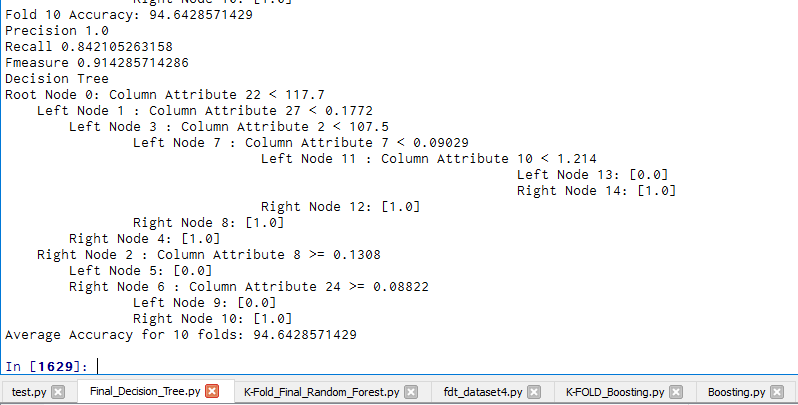 Right Node 10: [1.0]
Fold 10 Accuracy: 94.6428571429
Precision 1.0
Recall 0.842105263158
Fmeasure 0.914285714286
Decision Tree
Root Node 0: Column Attribute 22 < 117.7
Left Node 1 : Column Attribute 27 < 0.1772
Left Node 3 : Column Attribute 2 < 107.5
Left Node 7 : Column Attribute 7 < 0.09029
Left Node 11 : Column Attribute 10 < 1.214
Left Node 13: [0.0]
Right Node 14: [1.0]
Right Node 12: [1.0]
Right Node 8: [1.0]
Right Node 4: [1.0]
Right Node 2 : Column Attribute 8 >= 0.1308
Left Node 5: [0.0]
Right Node 6 : Column Attribute 24 >= 0.08822
Left Node 9: [0.0]
Right Node 10: [1.0]
Average Accuracy for 10 folds: 94.6428571429
In [1629]:
test.py Final_Decision_Tree.py K-Fold_Final_Random_Forest.py fdt_dataset4.py K-FOLD_Boosting.py Boosting.py